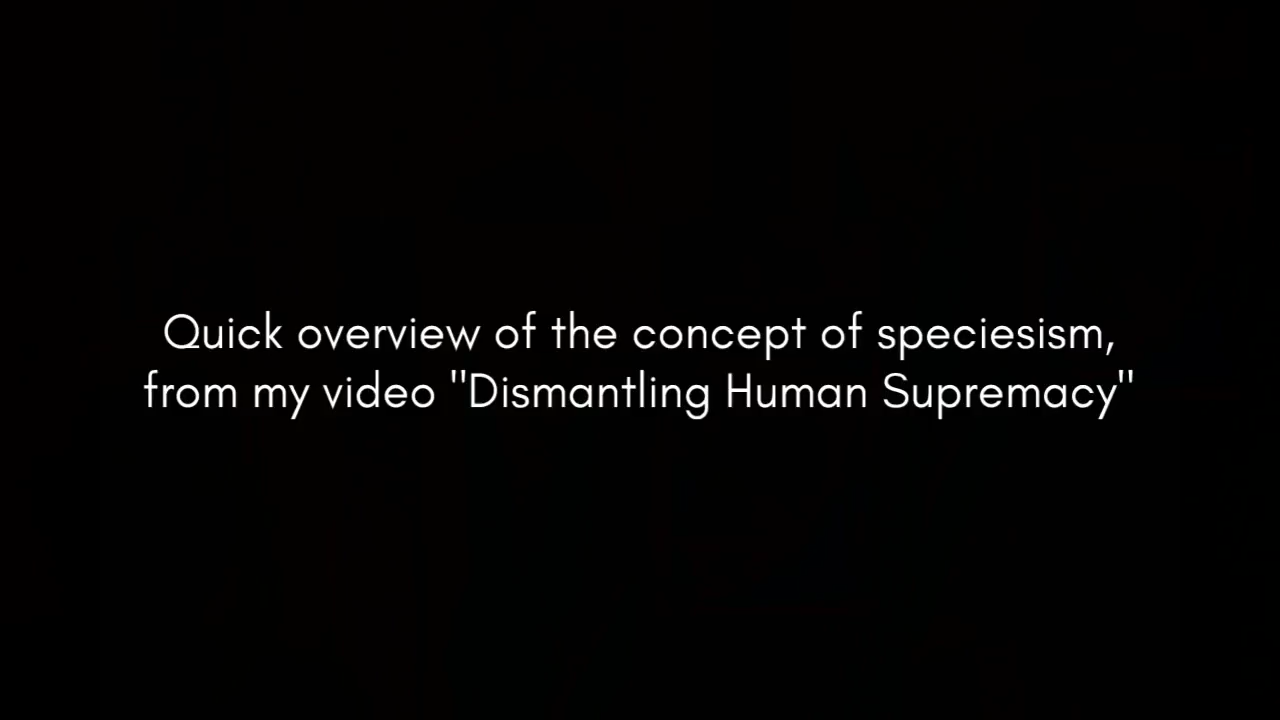 Quick overview of the concept of speciesism,
from my video "Dismantling Human Supremacy"